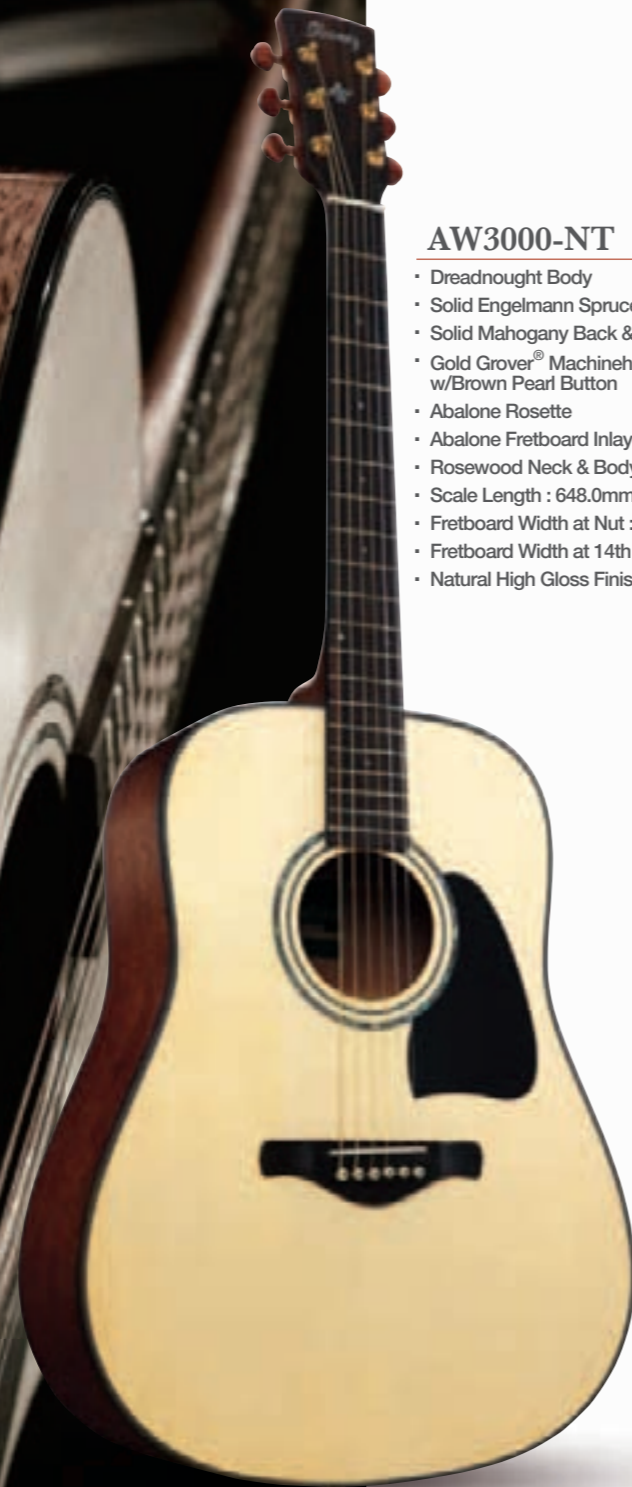 Ibanez
AW3000-NT
· Dreadnought Body
· Solid Engelmann Spruce
· Solid Mahogany Back &
· Gold Grover® Machineh
w/Brown Pearl Button
· Abalone Rosette
· Abalone Fretboard Inlay
· Rosewood Neck & Body
· Scale Length : 648.0mm
· Fretboard Width at Nut :
· Fretboard Width at 14th
· Natural High Gloss Finis